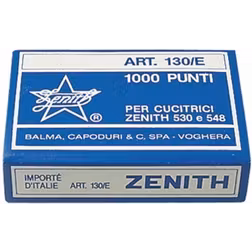 ART. 130/E
1000 PUNTI
Zenith
®
PER CUCITRICI
ZENITH 530 e 548
BALMA, CAPODURI & C. SPA - VOGHERA
IMPORTÉ
D'ITALIE ART. 130/E
ZENITH